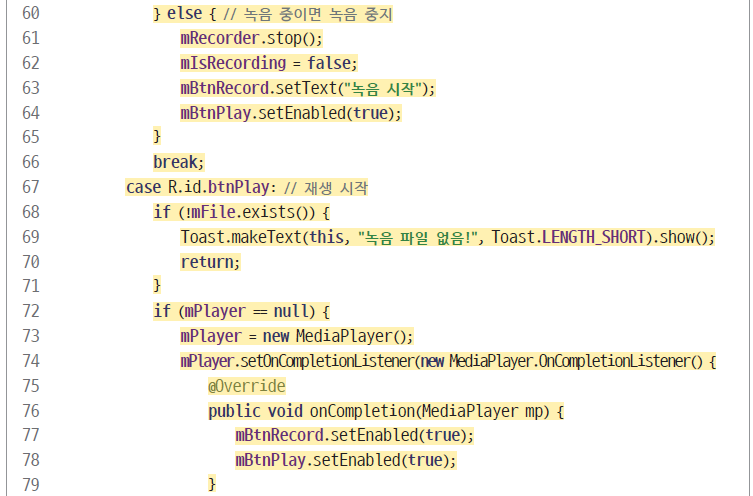 60 } else { // 녹음 중이면 녹음 중지
61 mRecorder.stop();
62 mIsRecording = false;
63 mBtnRecord.setText("녹음 시작");
64 mBtnPlay.setEnabled(true);
65 }
66 break;
67 case R.id.btnPlay: // 재생 시작
68 if (!mFile.exists()) {
69 Toast.makeText(this, "녹음 파일 없음!", Toast.LENGTH_SHORT).show();
70 return;
71 }
72 if (mPlayer == null) {
73 mPlayer = new MediaPlayer();
74 mPlayer.setOnCompletionListener(new MediaPlayer.OnCompletionListener() {
75 @Override
76 public void onCompletion(MediaPlayer mp) {
77 mBtnRecord.setEnabled(true);
78 mBtnPlay.setEnabled(true);
79 }